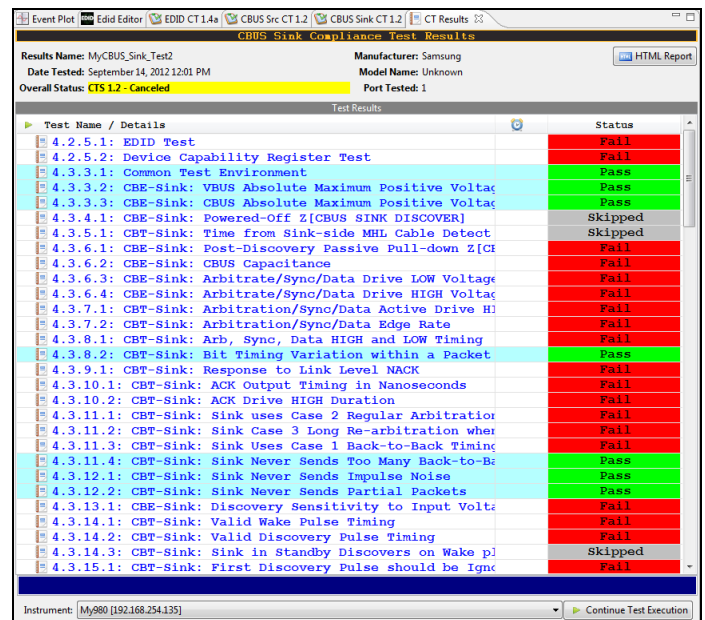 Event Plot EDID Edid Editor EDID CT 1.4a CBUS Src CT 1.2 CBUS Sink CT 1.2 CT Results
CBUS Sink Compliance Test Results
Results Name: MyCBUS_Sink_Test2 Manufacturer: Samsung HTML Report
Date Tested: September 14, 2012 12:01 PM Model Name: Unknown
Overall Status: CTS 1.2 - Canceled Port Tested: 1
Test Results
Test Name / Details Status
4.2.5.1: EDID Test Fail
4.2.5.2: Device Capability Register Test Fail
4.3.3.1: Common Test Environment Pass
4.3.3.2: CBE-Sink: VBUS Absolute Maximum Positive Voltag Pass
4.3.3.3: CBE-Sink: CBUS Absolute Maximum Positive Voltag Pass
4.3.4.1: CBE-Sink: Powered-Off Z[CBUS SINK DISCOVER] Skipped
4.3.5.1: CBT-Sink: Time from Sink-side MHL Cable Detect Skipped
4.3.6.1: CBE-Sink: Post-Discovery Passive Pull-down Z[CB Fail
4.3.6.2: CBE-Sink: CBUS Capacitance Fail
4.3.6.3: CBE-Sink: Arbitrate/Sync/Data Drive LOW Voltage Fail
4.3.6.4: CBE-Sink: Arbitrate/Sync/Data Drive HIGH Voltag Fail
4.3.7.1: CBT-Sink: Arbitration/Sync/Data Active Drive HI Fail
4.3.7.2: CBT-Sink: Arbitration/Sync/Data Edge Rate Fail
4.3.8.1: CBT-Sink: Arb, Sync, Data HIGH and LOW Timing Fail
4.3.8.2: CBT-Sink: Bit Timing Variation within a Packet Pass
4.3.9.1: CBT-Sink: Response to Link Level NACK Fail
4.3.10.1: CBT-Sink: ACK Output Timing in Nanoseconds Fail
4.3.10.2: CBT-Sink: ACK Drive HIGH Duration Fail
4.3.11.1: CBT-Sink: Sink uses Case 2 Regular Arbitration Fail
4.3.11.2: CBT-Sink: Sink Case 3 Long Re-arbitration when Fail
4.3.11.3: CBT-Sink: Sink Uses Case 1 Back-to-Back Timing Fail
4.3.11.4: CBT-Sink: Sink Never Sends Too Many Back-to-Ba Pass
4.3.12.1: CBT-Sink: Sink Never Sends Impulse Noise Pass
4.3.12.2: CBT-Sink: Sink Never Sends Partial Packets Pass
4.3.13.1: CBE-Sink: Discovery Sensitivity to Input Volta Fail
4.3.14.1: CBT-Sink: Valid Wake Pulse Timing Fail
4.3.14.2: CBT-Sink: Valid Discovery Pulse Timing Fail
4.3.14.3: CBT-Sink: Sink in Standby Discovers on Wake pl Skipped
4.3.15.1: CBT-Sink: First Discovery Pulse should be Igno Fail
Instrument: My980 [192.168.254.135] Continue Test Execution